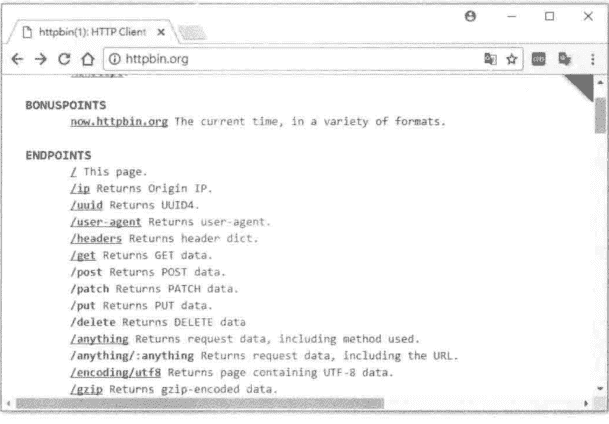 httpbin(1): HTTP Client
httpbin.org
BONUSPOINTS
now.httpbin.org The current time, in a variety of formats.
ENDPOINTS
/ This page.
/ip Returns Origin IP.
/uuid Returns UUID4.
/user-agent Returns user-agent.
/headers Returns header dict.
/get Returns GET data.
/post Returns POST data.
/patch Returns PATCH data.
/put Returns PUT data.
/delete Returns DELETE data
/anything Returns request data, including method used.
/anything/:anything Returns request data, including the URL.
/encoding/utf8 Returns page containing UTF-8 data.
/gzip Returns gzip-encoded data.